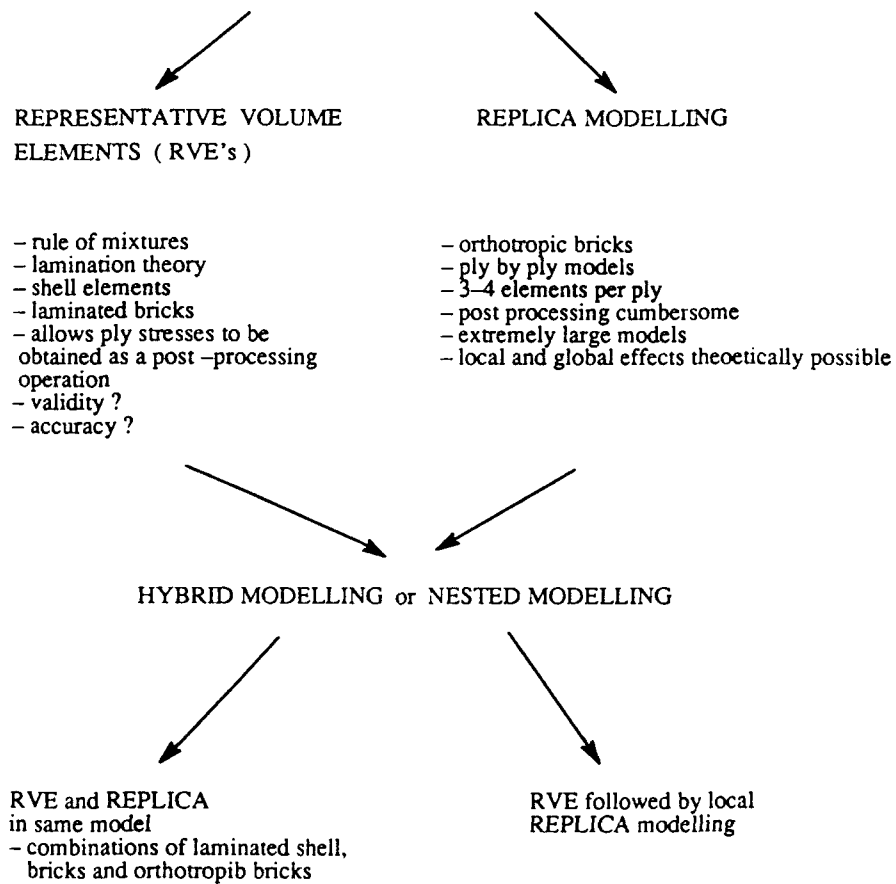 REPRESENTATIVE VOLUME
ELEMENTS ( RVE's )
– rule of mixtures
– lamination theory
– shell elements
– laminated bricks
– allows ply stresses to be
obtained as a post –processing
operation
– validity ?
– accuracy ?
REPLICA MODELLING
– orthotropic bricks
– ply by ply models
– 3–4 elements per ply
– post processing cumbersome
– extremely large models
– local and global effects theoetically possible
HYBRID MODELLING or NESTED MODELLING
RVE and REPLICA
in same model
– combinations of laminated shell,
bricks and orthotropib bricks
RVE followed by local
REPLICA modelling